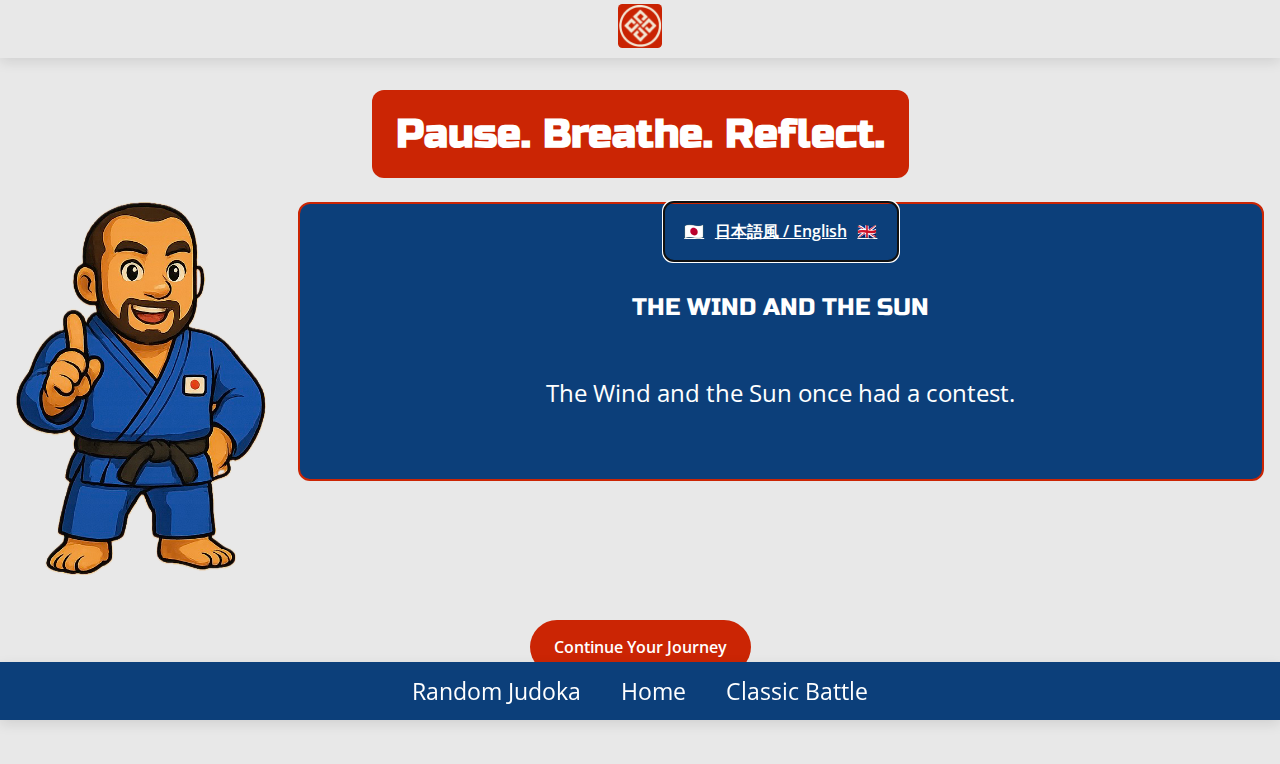 Pause. Breathe. Reflect.
日本語風 / English
THE WIND AND THE SUN
The Wind and the Sun once had a contest.
Continue Your Journey
Random Judoka
Home
Classic Battle